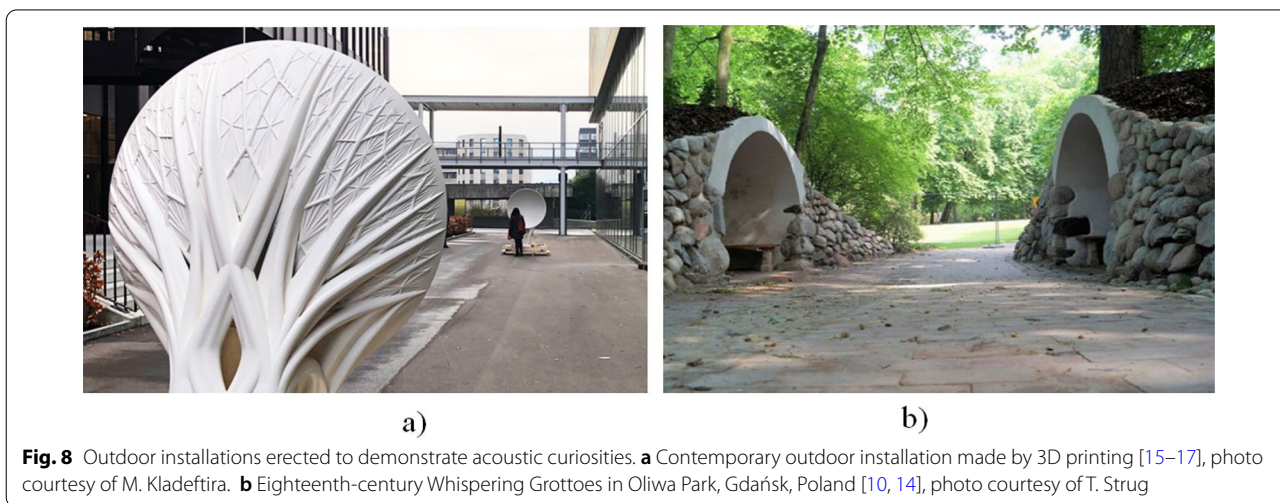 a)
b)
Fig. 8 Outdoor installations erected to demonstrate acoustic curiosities. a Contemporary outdoor installation made by 3D printing [15–17], photo
courtesy of M. Kladeftira. b Eighteenth-century Whispering Grottoes in Oliwa Park, Gdańsk, Poland [10, 14], photo courtesy of T. Strug